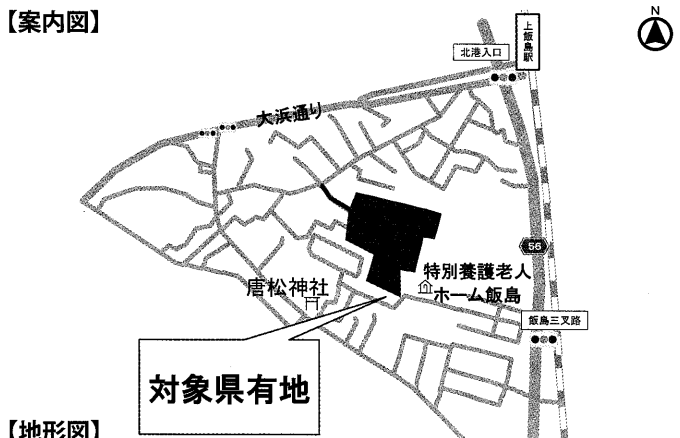 【案内図】
N
上飯島駅
北港入口
大浜通り
56
特別養護老人
ホーム飯島
唐松神社
飯島三叉路
対象県有地
【地形図】